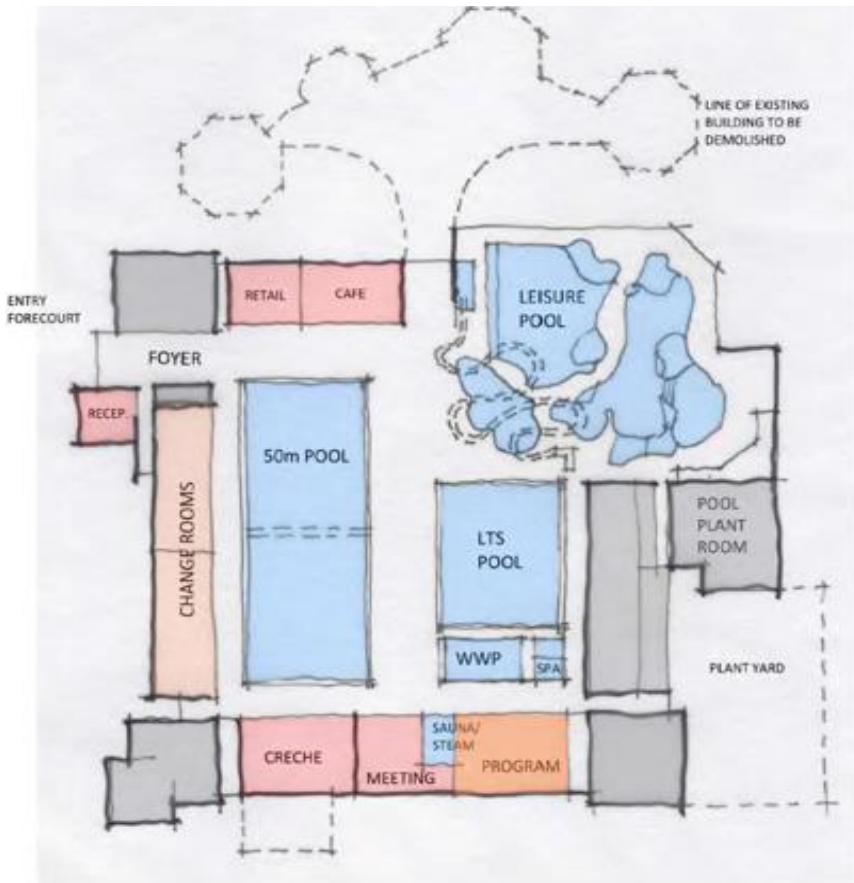 LINE OF EXISTING
BUILDING TO BE
DEMOLISHED
ENTRY
FORECOURT
RETAIL
CAFE
LEISURE
POOL
FOYER
RECEP.
50m POOL
CHANGE ROOMS
LTS
POOL
POOL
PLANT
ROOM
WWP
SPA
PLANT YARD
CRECHE
MEETING
SAUNA/
STEAM
PROGRAM